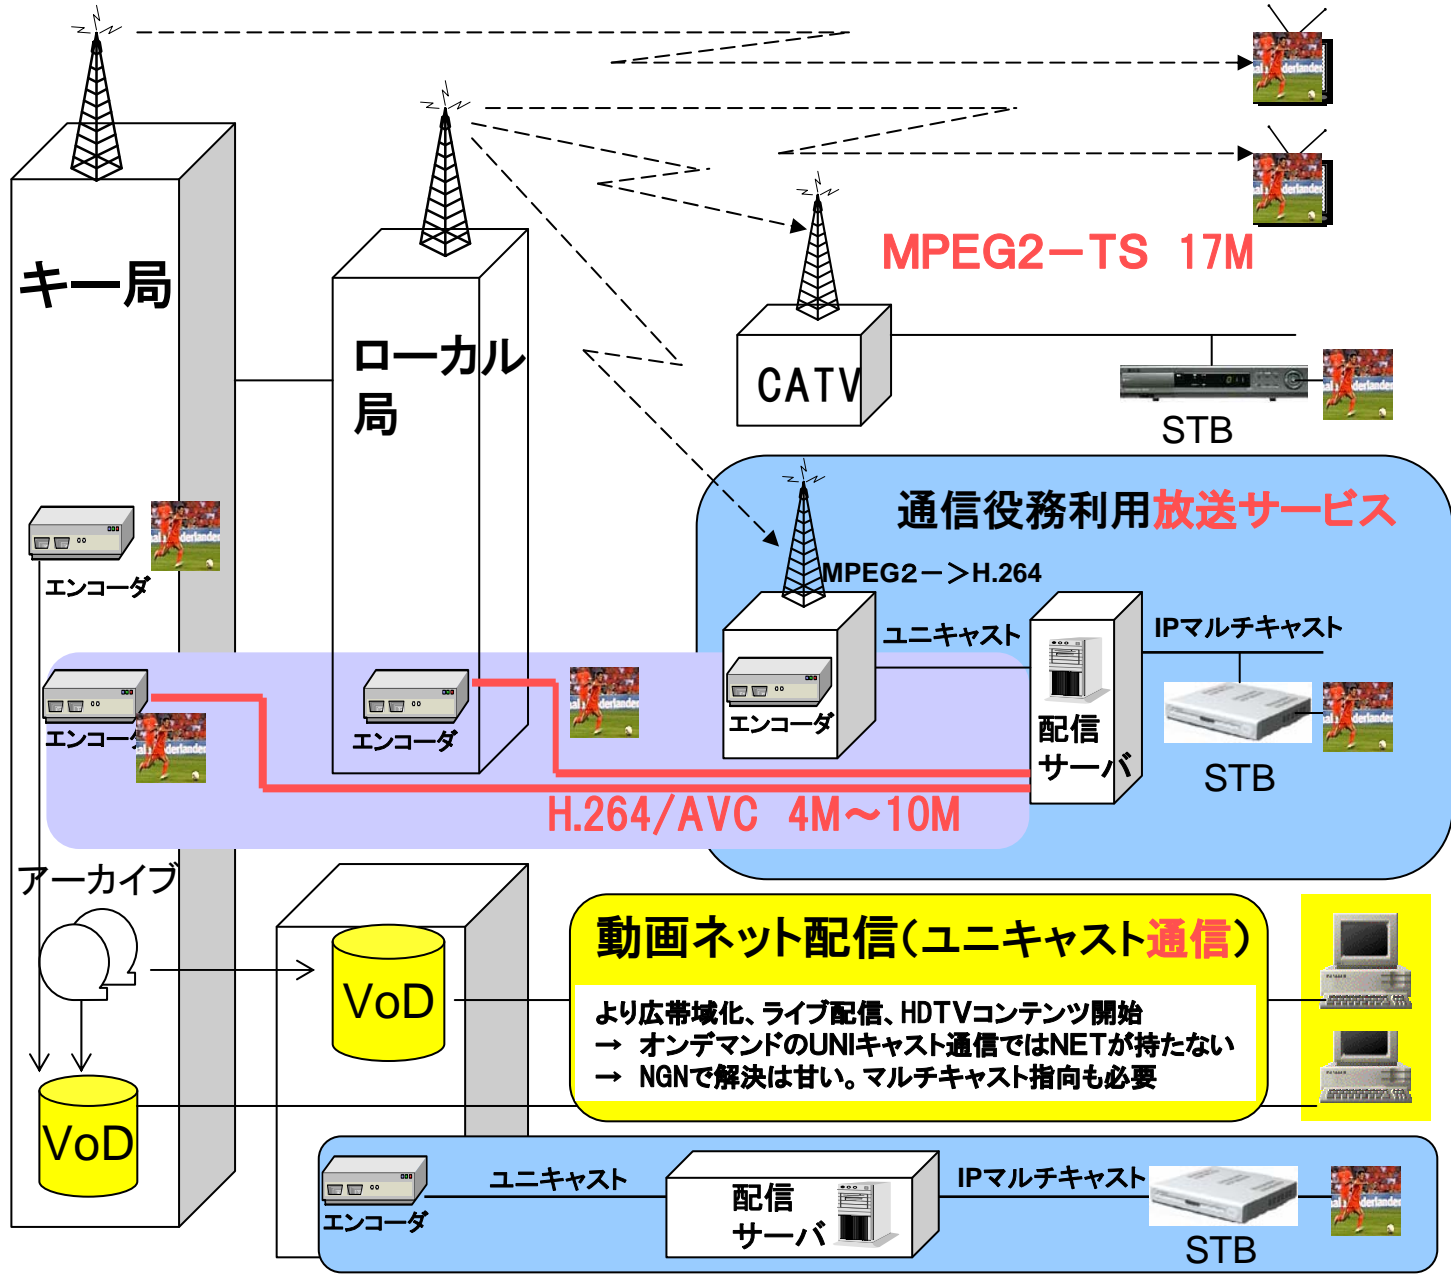 キー局
ローカル
局
MPEG2－TS 17M
CATV
STB
エンコーダ
通信役務利用放送サービス
MPEG2－>H.264
ユニキャスト
IPマルチキャスト
エンコーダ
エンコーダ
エンコーダ
配信
サーバ
STB
H.264/AVC 4M～10M
アーカイブ
VoD
VoD
動画ネット配信(ユニキャスト通信)
より広帯域化、ライブ配信、HDTVコンテンツ開始
→ オンデマンドのUNIキャスト通信ではNETが持たない
→ NGNで解決は甘い。マルチキャスト指向も必要
エンコーダ
ユニキャスト
配信
サーバ
IPマルチキャスト
STB